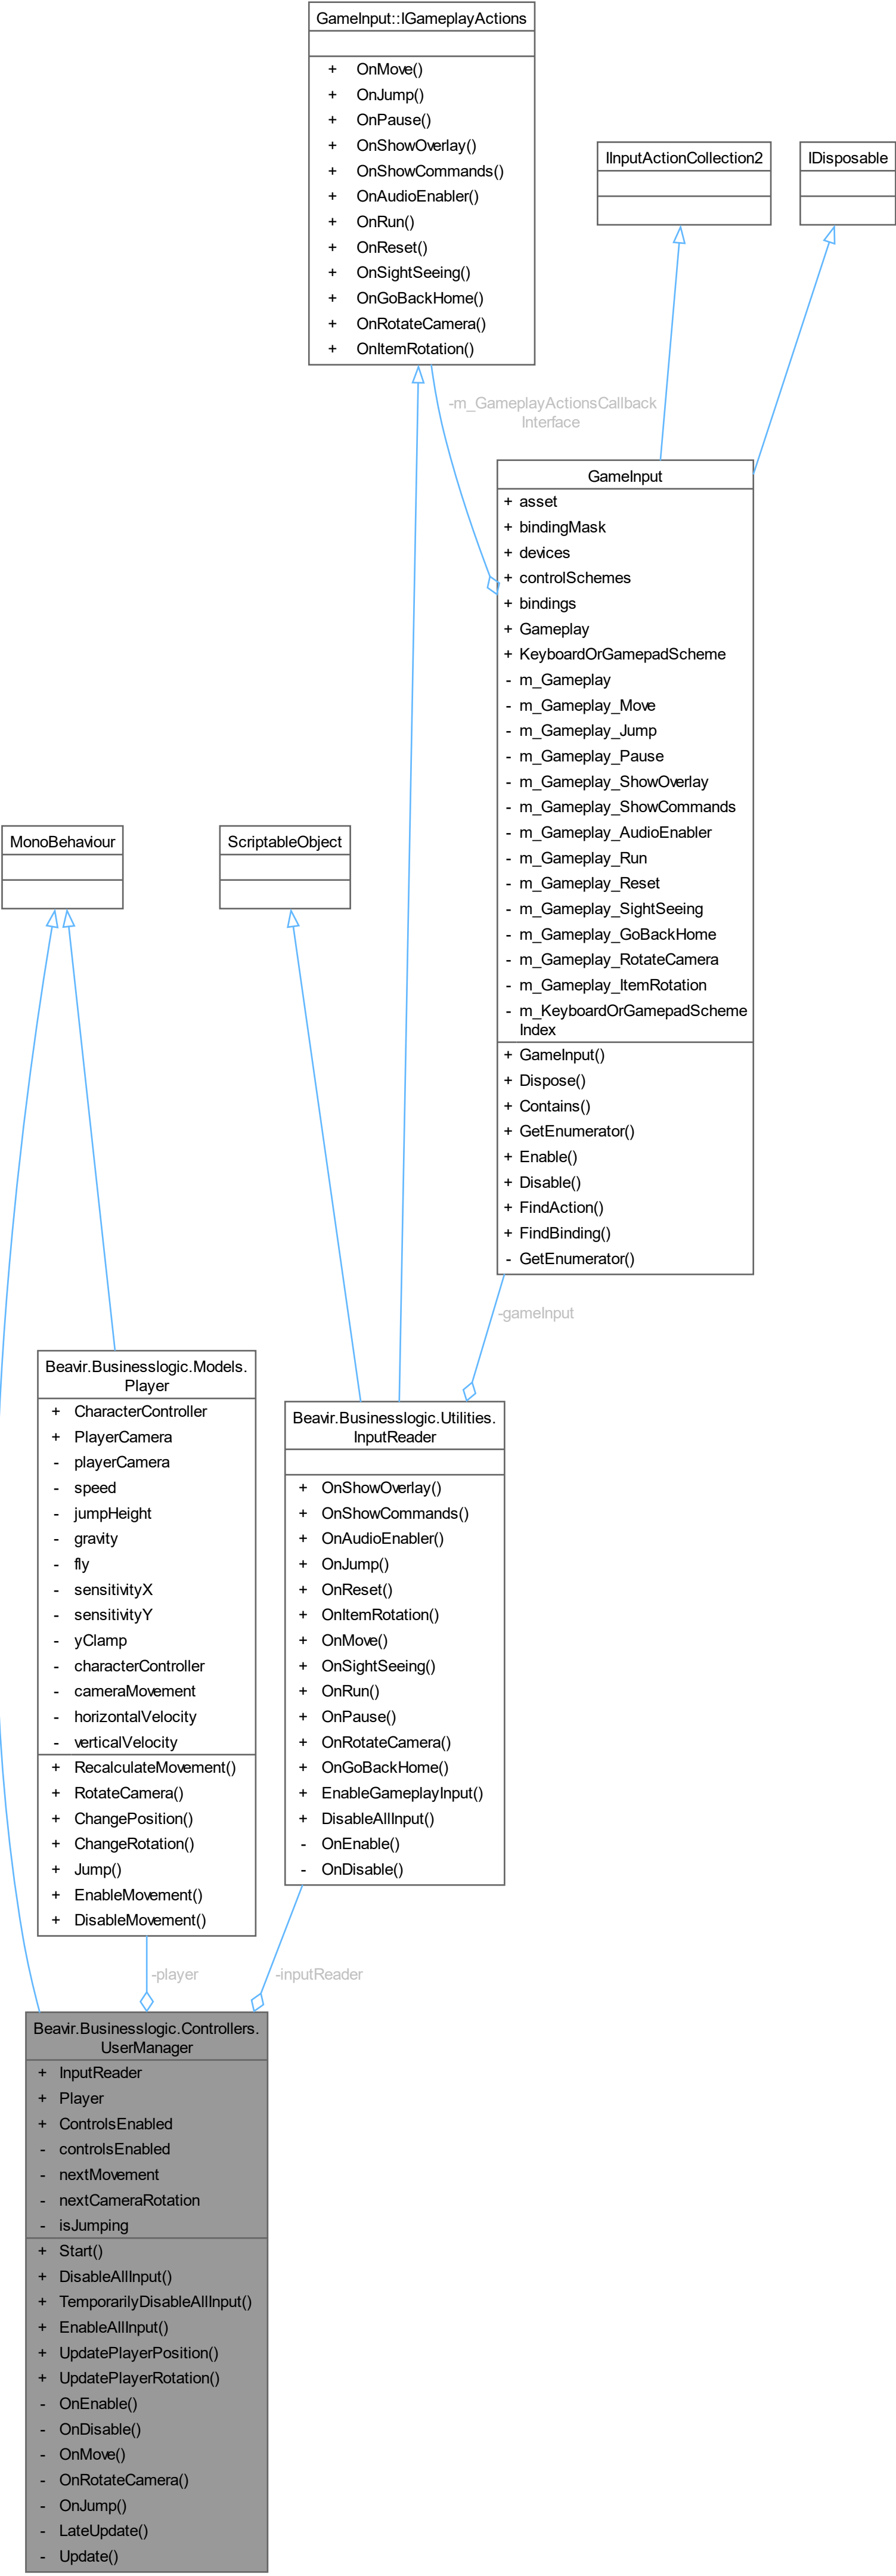 GameInput::IGameplayActions
+ OnMove()
+ OnJump()
+ OnPause()
+ OnShowOverlay()
+ OnShowCommands()
+ OnAudioEnabler()
+ OnRun()
+ OnReset()
+ OnSightSeeing()
+ OnGoBackHome()
+ OnRotateCamera()
+ OnItemRotation()
IInputActionCollection2
IDisposable
-m_GameplayActionsCallback
Interface
GameInput
+ asset
+ bindingMask
+ devices
+ controlSchemes
+ bindings
+ Gameplay
+ KeyboardOrGamepadScheme
- m_Gameplay
- m_Gameplay_Move
- m_Gameplay_Jump
- m_Gameplay_Pause
- m_Gameplay_ShowOverlay
- m_Gameplay_ShowCommands
- m_Gameplay_AudioEnabler
- m_Gameplay_Run
- m_Gameplay_Reset
- m_Gameplay_SightSeeing
- m_Gameplay_GoBackHome
- m_Gameplay_RotateCamera
- m_Gameplay_ItemRotation
- m_KeyboardOrGamepadScheme
Index
+ GameInput()
+ Dispose()
+ Contains()
+ GetEnumerator()
+ Enable()
+ Disable()
+ FindAction()
+ FindBinding()
- GetEnumerator()
MonoBehaviour
ScriptableObject
-gameInput
Beavir.Businesslogic.Models.
Player
+ CharacterController
+ PlayerCamera
- playerCamera
- speed
- jumpHeight
- gravity
- fly
- sensitivityX
- sensitivityY
- yClamp
- characterController
- cameraMovement
- horizontalVelocity
- verticalVelocity
+ RecalculateMovement()
+ RotateCamera()
+ ChangePosition()
+ ChangeRotation()
+ Jump()
+ EnableMovement()
+ DisableMovement()
Beavir.Businesslogic.Utilities.
InputReader
+ OnShowOverlay()
+ OnShowCommands()
+ OnAudioEnabler()
+ OnJump()
+ OnReset()
+ OnItemRotation()
+ OnMove()
+ OnSightSeeing()
+ OnRun()
+ OnPause()
+ OnRotateCamera()
+ OnGoBackHome()
+ EnableGameplayInput()
+ DisableAllInput()
- OnEnable()
- OnDisable()
-player
-inputReader
Beavir.Businesslogic.Controllers.
UserManager
+ InputReader
+ Player
+ ControlsEnabled
- controlsEnabled
- nextMovement
- nextCameraRotation
- isJumping
+ Start()
+ DisableAllInput()
+ TemporarilyDisableAllInput()
+ EnableAllInput()
+ UpdatePlayerPosition()
+ UpdatePlayerRotation()
- OnEnable()
- OnDisable()
- OnMove()
- OnRotateCamera()
- OnJump()
- LateUpdate()
- Update()